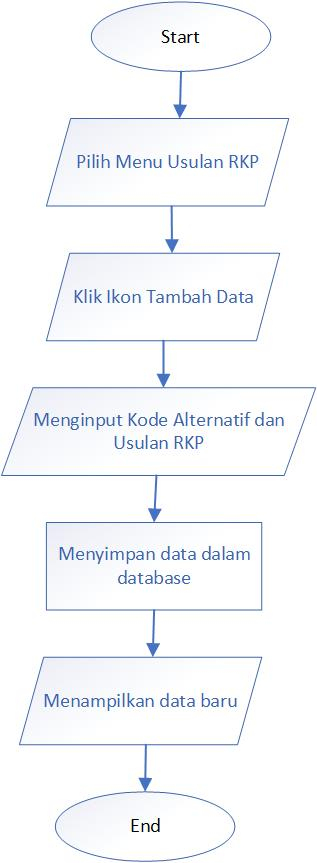 Start
Pilih Menu Usulan RKP
Klik Ikon Tambah Data
Menginput Kode Alternatif dan
Usulan RKP
Menyimpan data dalam
database
Menampilkan data baru
End